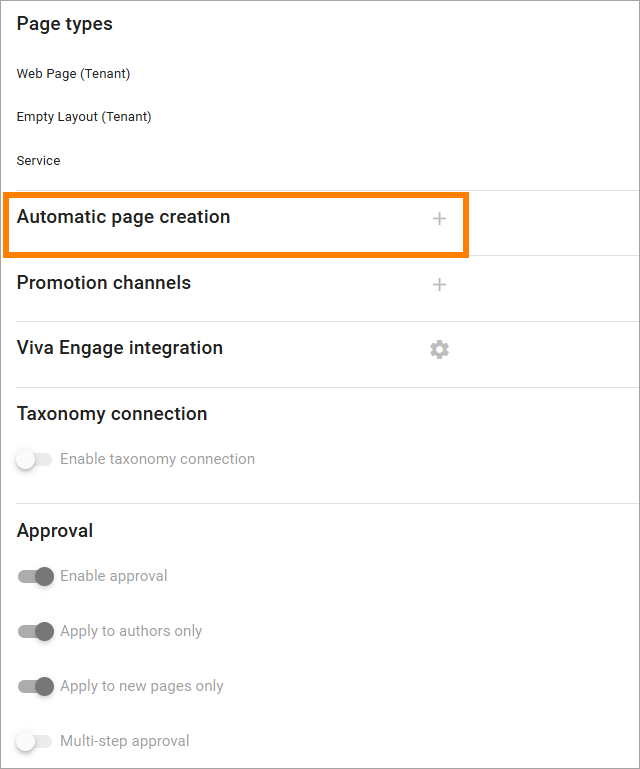 Page types
Web Page (Tenant)
Empty Layout (Tenant)
Service
Automatic page creation
Promotion channels
Viva Engage integration
Taxonomy connection
Enable taxonomy connection
Approval
Enable approval
Apply to authors only
Apply to new pages only
Multi-step approval